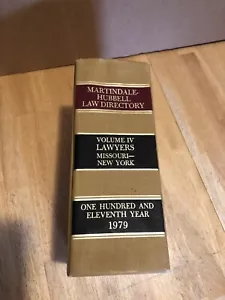 MARTINDALE-
HUBBELL
LAW DIRECTORY
VOLUME IV
LAWYERS
MISSOURI—
NEW YORK
ONE HUNDRED AND
ELEVENTH YEAR
1979